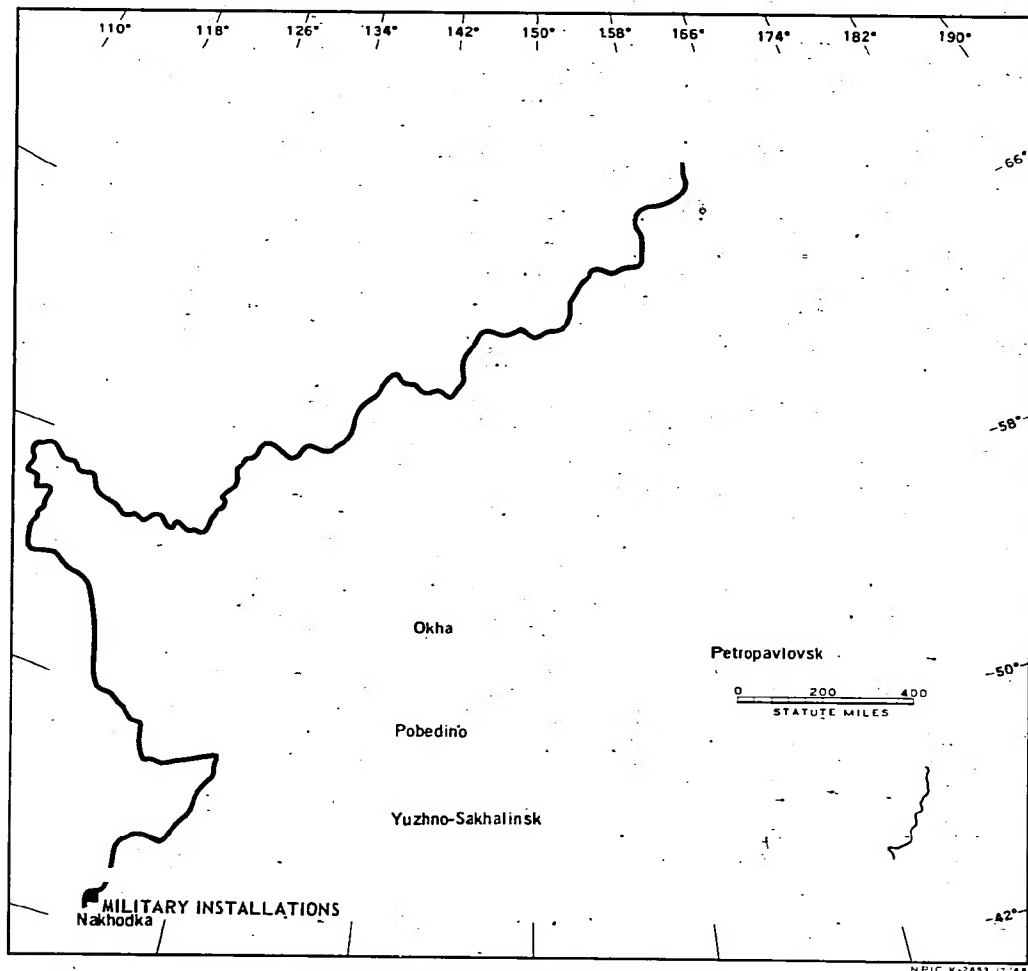 110° 118° 126° 134° 142° 150° 158° 166° 174° 182° 190°
66°
58°
Okha
Petropavlovsk
50°
0 200 400
STATUTE MILES
Pobedino
Yuzhno-Sakhalinsk
MILITARY INSTALLATIONS
42°
Nakhodka